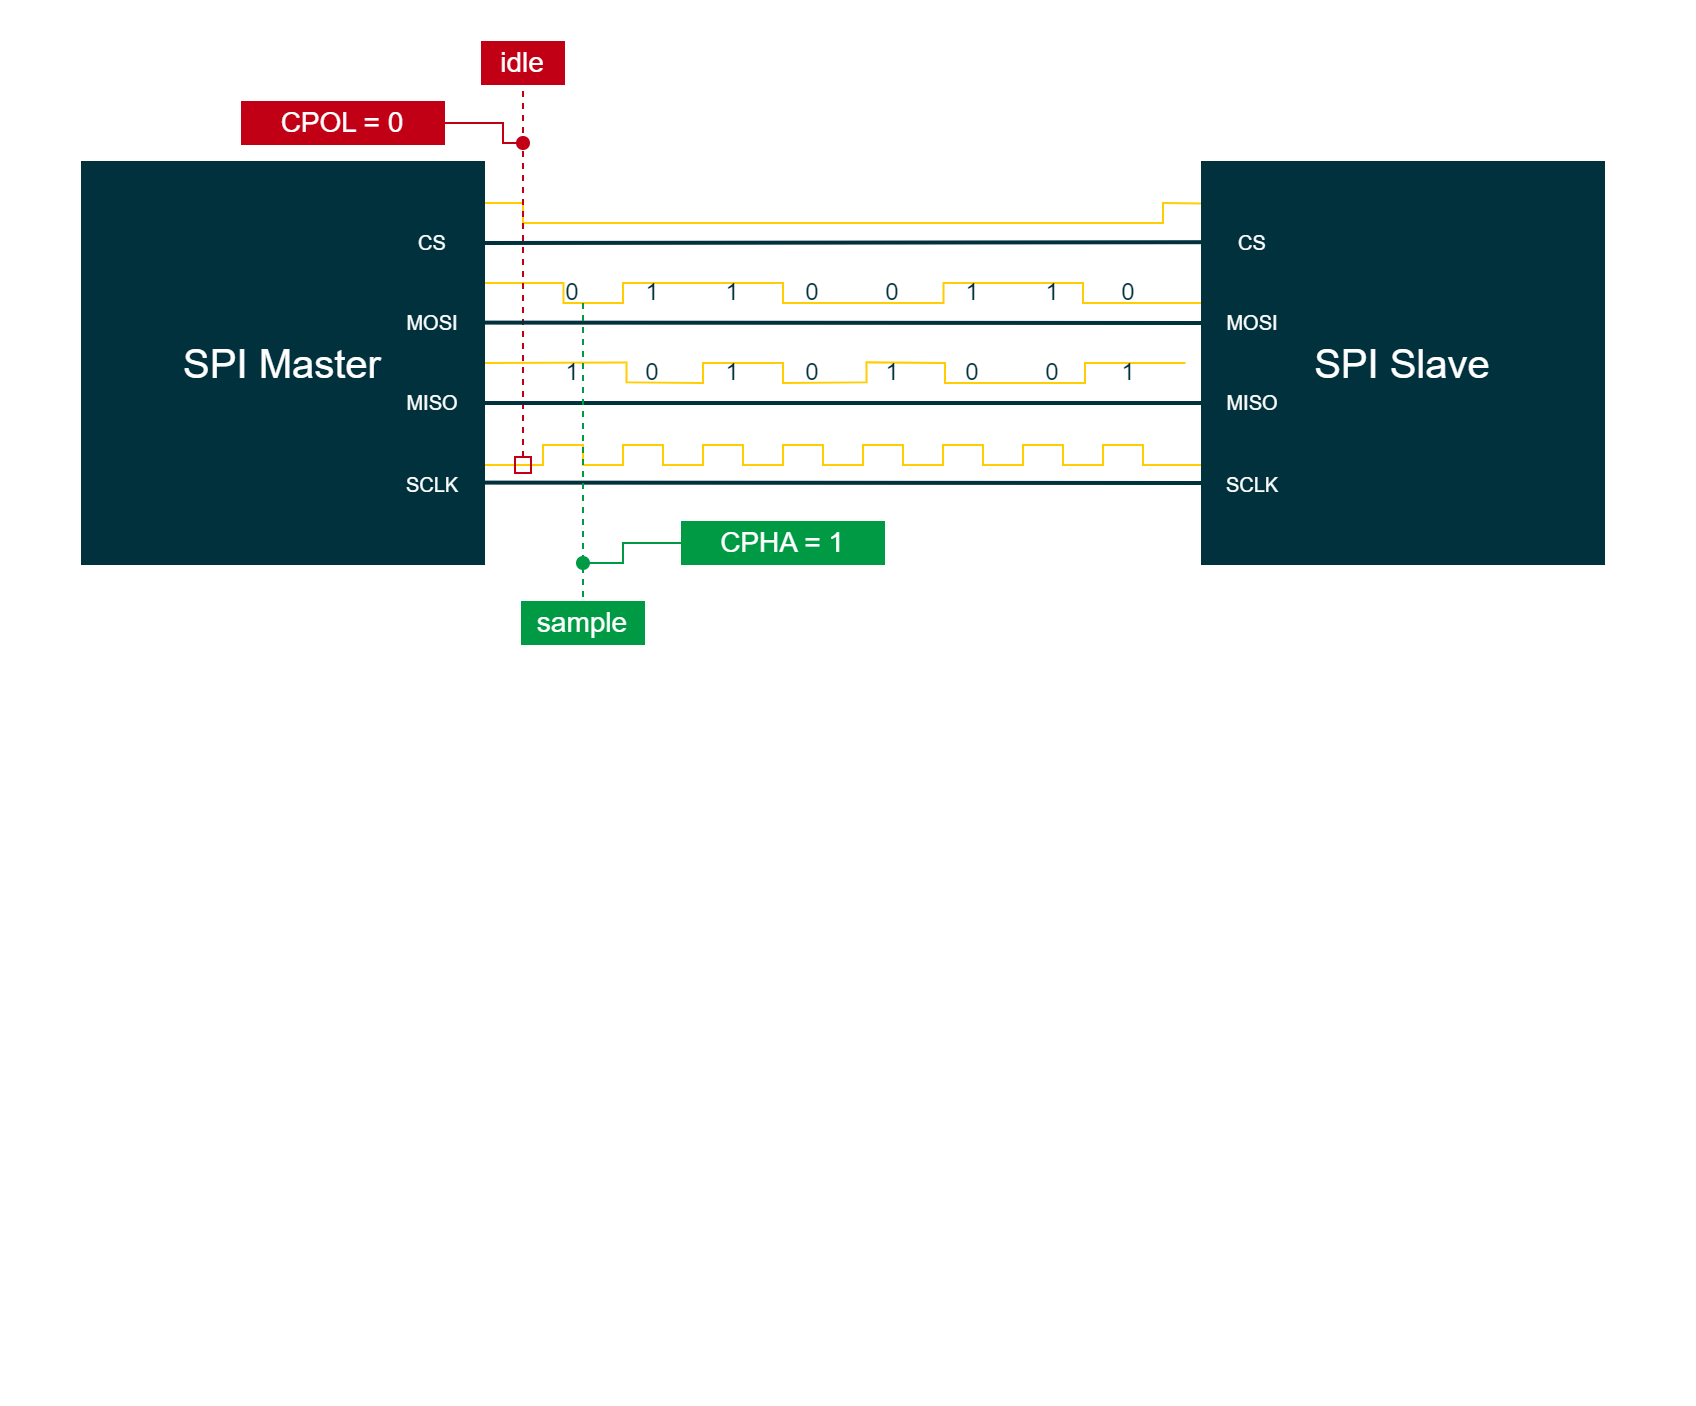 idle
CPOL = 0
CS
CS
0 1 1 0 0 1 1 0
MOSI
MOSI
SPI Master
SPI Slave
1 0 1 0 1 0 0 1
MISO
MISO
SCLK
SCLK
CPHA = 1
sample